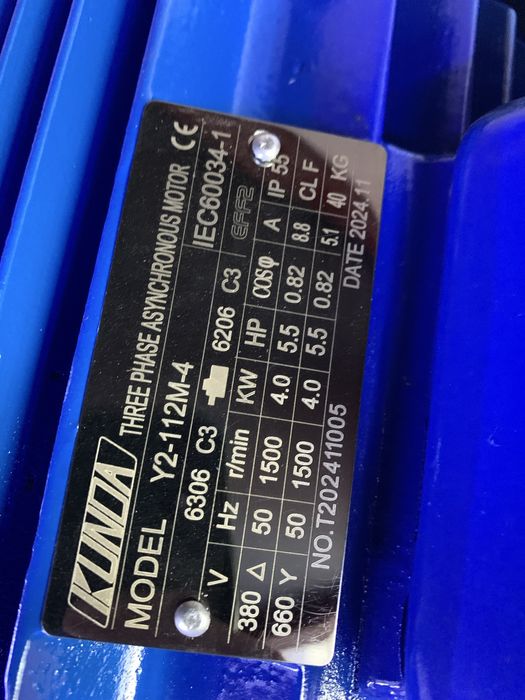 KUNDA THREE PHASE ASYNCHRONOUS MOTOR CE
MODEL Y2-112M-4 IEC60034-1
6306 C3 6206 C3 EFF2
V Hz r/min KW HP COSφ A IP 55
380 Δ 50 1500 4.0 5.5 0.82 8.8 CL F
660 Y 50 1500 4.0 5.5 0.82 5.1 40 KG
NO.T202411005 DATE 2024.11